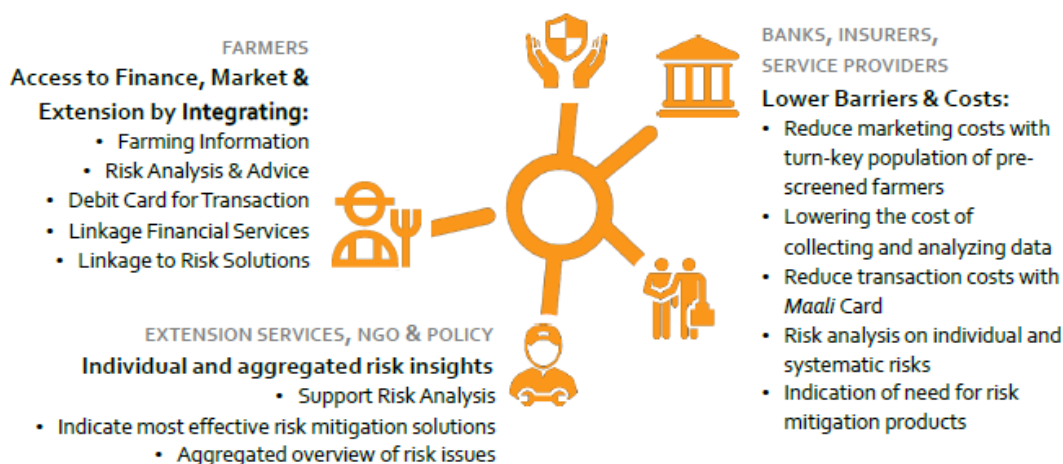 FARMERS
Access to Finance, Market &
Extension by Integrating:
• Farming Information
• Risk Analysis & Advice
• Debit Card for Transaction
• Linkage Financial Services
• Linkage to Risk Solutions
EXTENSION SERVICES, NGO & POLICY
Individual and aggregated risk insights
• Support Risk Analysis
• Indicate most effective risk mitigation solutions
• Aggregated overview of risk issues
BANKS, INSURERS,
SERVICE PROVIDERS
Lower Barriers & Costs:
• Reduce marketing costs with
turn-key population of pre-
screened farmers
• Lowering the cost of
collecting and analyzing data
• Reduce transaction costs with
Maali Card
• Risk analysis on individual and
systematic risks
• Indication of need for risk
mitigation products